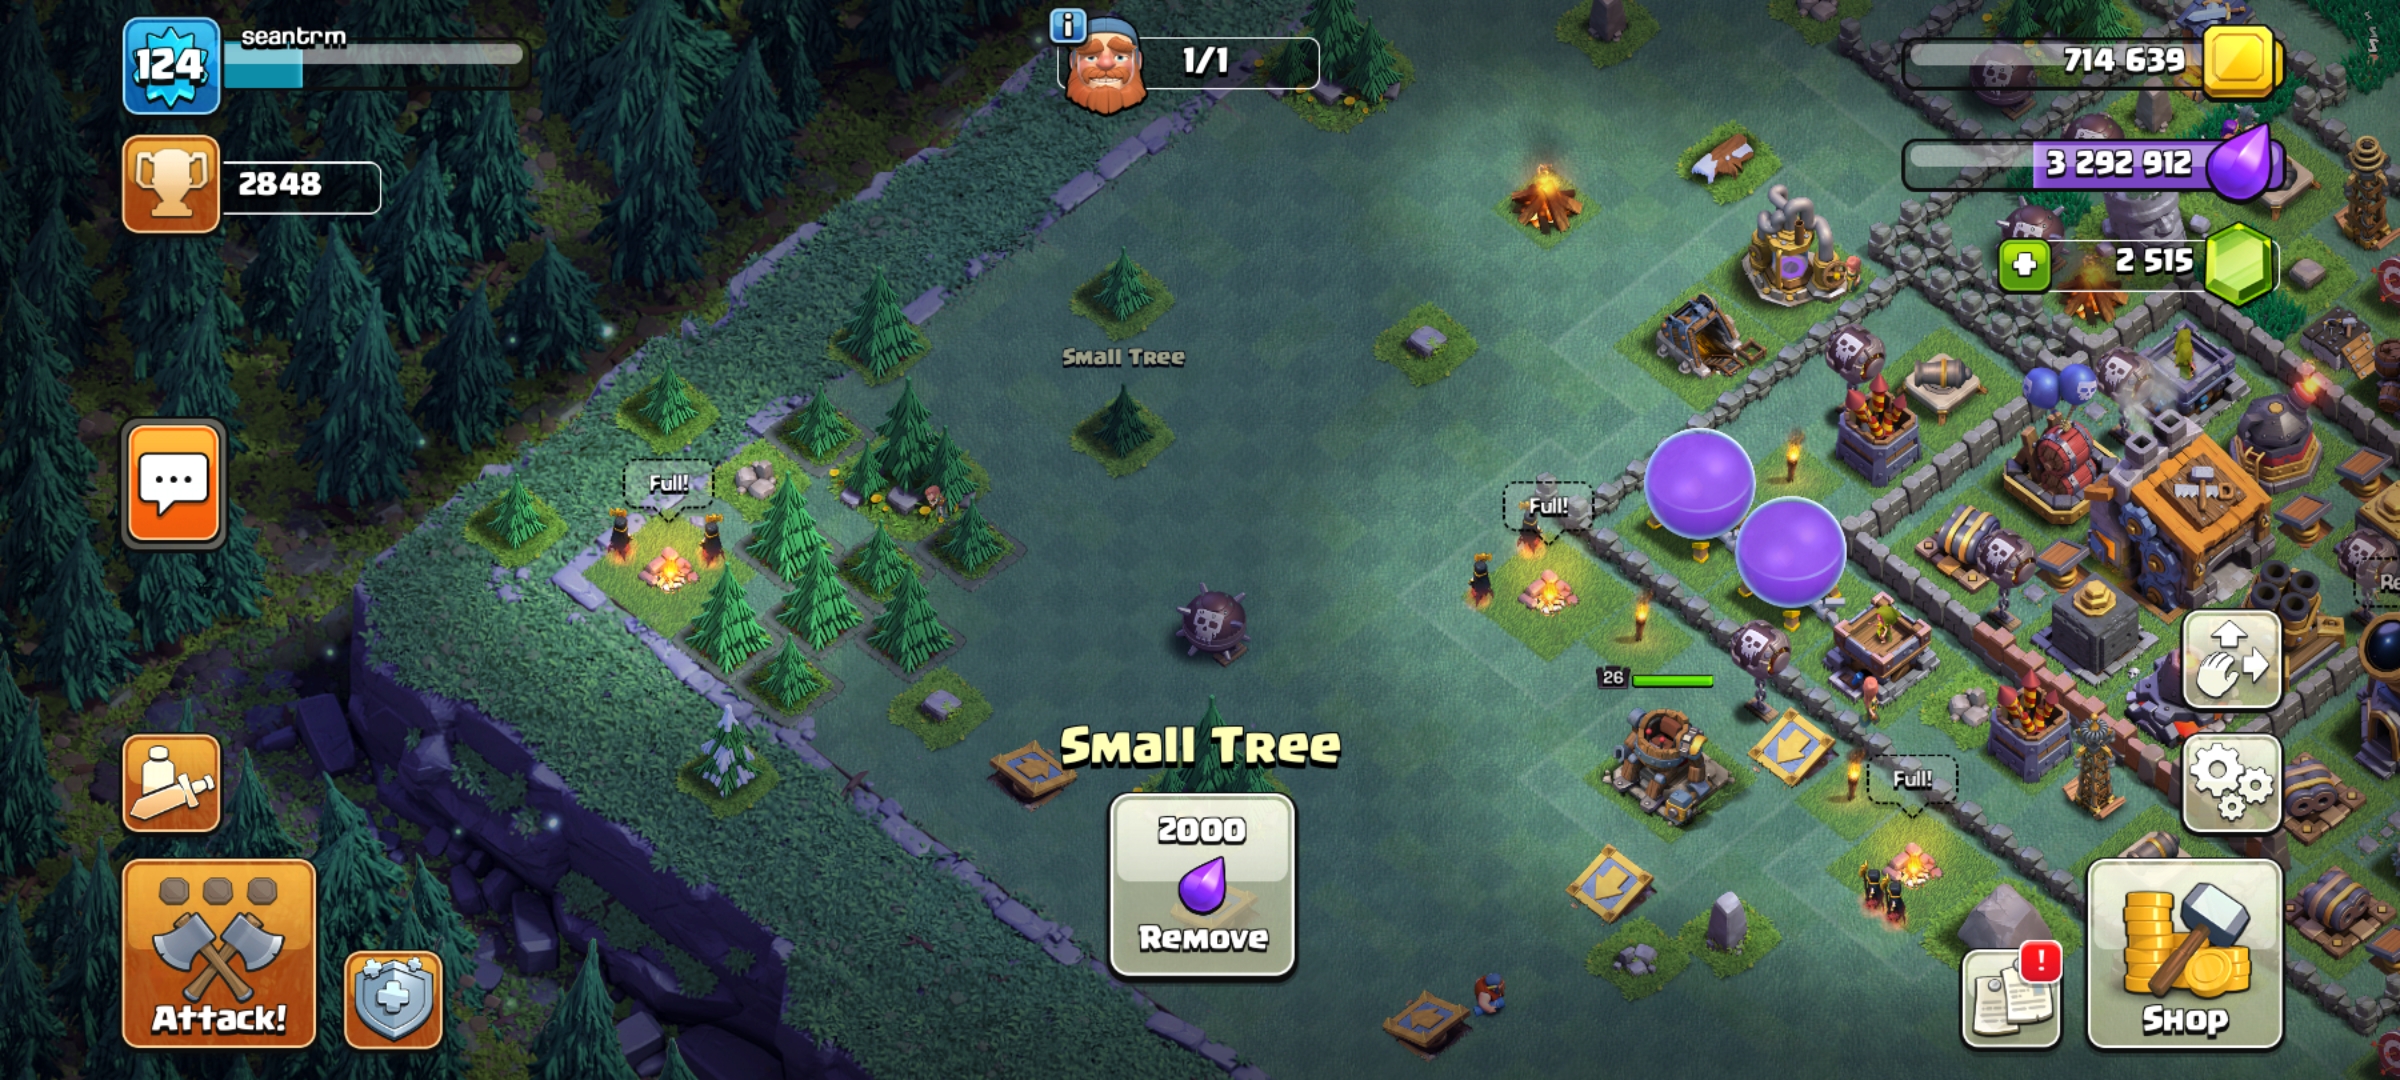 seantrm
124
1/1
714 639
2848
3 292 912
2 515
Small Tree
Full!
Full!
26
Small Tree
Full!
2000
Remove
Attack!
Shop